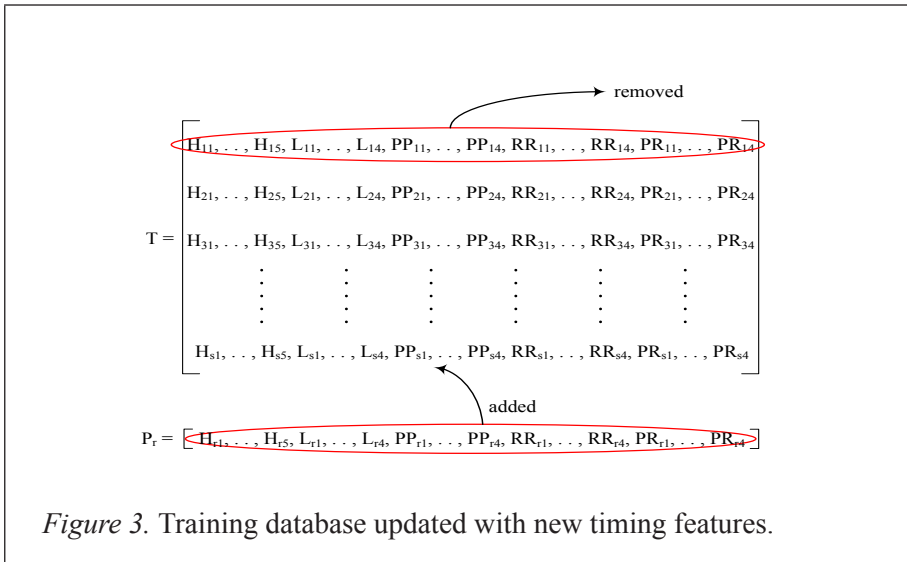 removed
H₁₁, . . , H₁₅, L₁₁, . . , L₁₄, PP₁₁, . . , PP₁₄, RR₁₁, . . , RR₁₄, PR₁₁, . . , PR₁₄
H₂₁, . . , H₂₅, L₂₁, . . , L₂₄, PP₂₁, . . , PP₂₄, RR₂₁, . . , RR₂₄, PR₂₁, . . , PR₂₄
T = H₃₁, . . , H₃₅, L₃₁, . . , L₃₄, PP₃₁, . . , PP₃₄, RR₃₁, . . , RR₃₄, PR₃₁, . . , PR₃₄
Hₛ₁, . . , Hₛ₅, Lₛ₁, . . , Lₛ₄, PPₛ₁, . . , PPₛ₄, RRₛ₁, . . , RRₛ₄, PRₛ₁, . . , PRₛ₄
added
Pᵣ = [ Hᵣ₁, . . , Hᵣ₅, Lᵣ₁, . . , Lᵣ₄, PPᵣ₁, . . , PPᵣ₄, RRᵣ₁, . . , RRᵣ₄, PRᵣ₁, . . , PRᵣ₄ ]
Figure 3. Training database updated with new timing features.